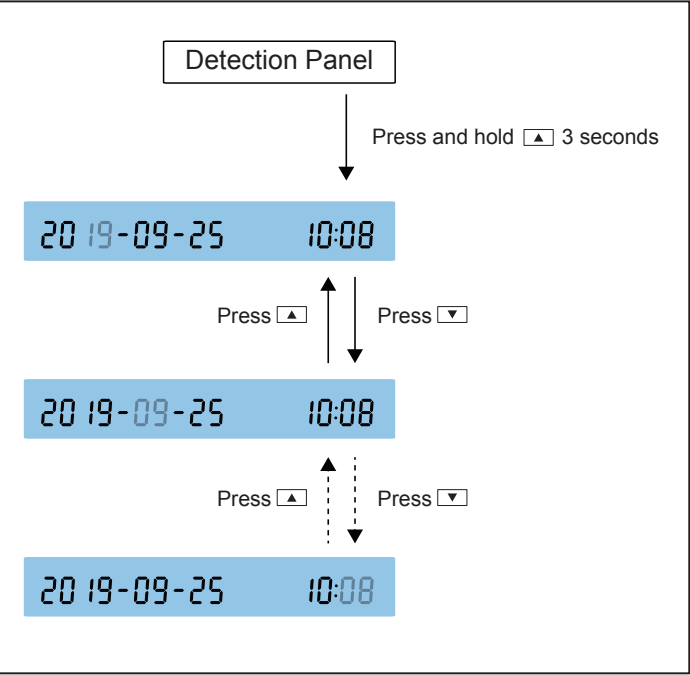 Detection Panel
Press and hold ▲ 3 seconds
2019-09-25 10:08
Press ▲ Press ▼
2019-09-25 10:08
Press ▲ Press ▼
2019-09-25 10:08